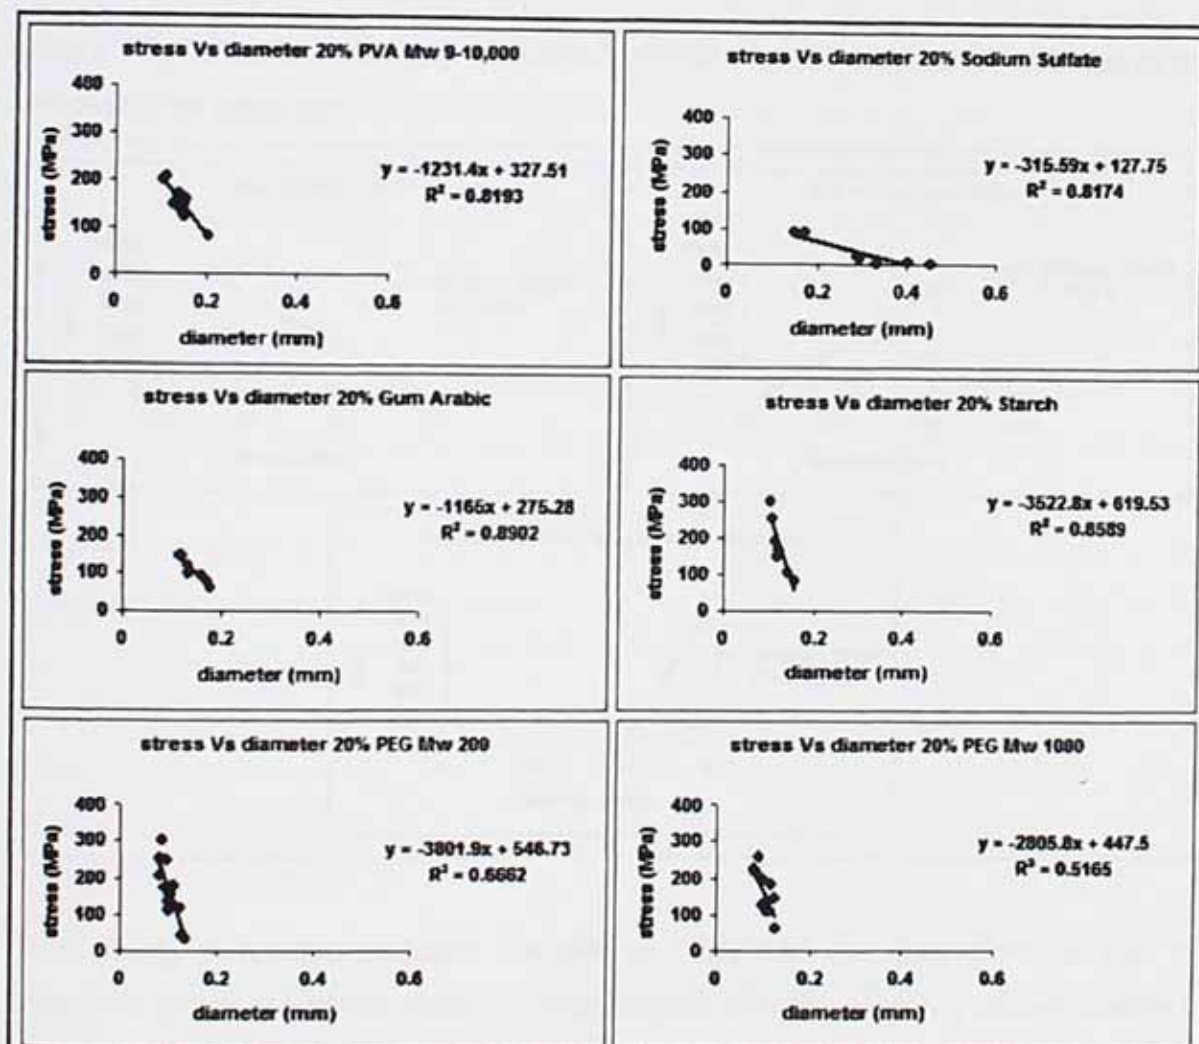 stress Vs diameter 20% PVA Mw 9-10,000
400
300
200
100
0
stress (MPa)
y = -1231.4x + 327.51
R² = 0.8193
0 0.2 0.4 0.6
diameter (mm)
stress Vs diameter 20% Sodium Sulfate
400
300
200
100
0
stress (MPa)
y = -315.59x + 127.75
R² = 0.8174
0 0.2 0.4 0.6
diameter (mm)
stress Vs diameter 20% Gum Arabic
400
300
200
100
0
stress (MPa)
y = -1165x + 275.28
R² = 0.8902
0 0.2 0.4 0.6
diameter (mm)
stress Vs diameter 20% Starch
400
300
200
100
0
stress (MPa)
y = -3522.8x + 619.53
R² = 0.8589
0 0.2 0.4 0.6
diameter (mm)
stress Vs diameter 20% PEG Mw 200
400
300
200
100
0
stress (MPa)
y = -3801.9x + 546.73
R² = 0.6662
0 0.2 0.4 0.6
diameter (mm)
stress Vs diameter 20% PEG Mw 1000
400
300
200
100
0
stress (MPa)
y = -2805.8x + 447.5
R² = 0.5165
0 0.2 0.4 0.6
diameter (mm)